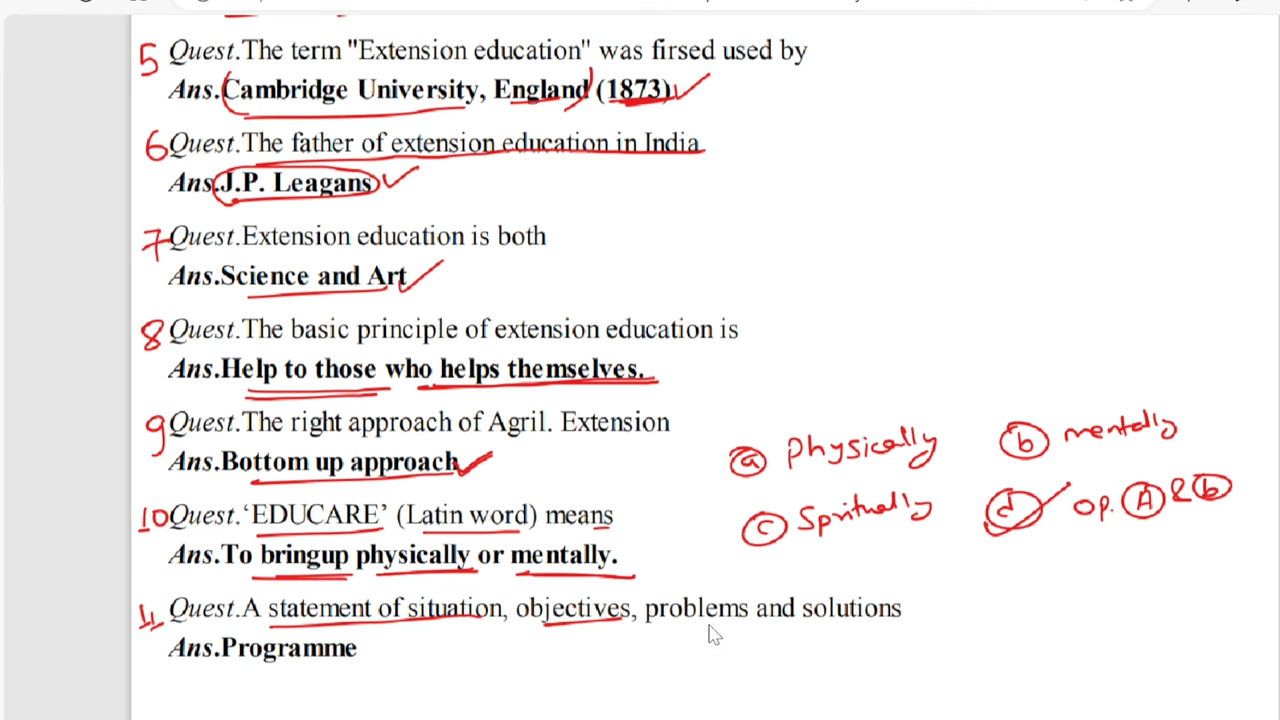 5 Quest.The term "Extension education" was firsed used by
Ans.Cambridge University, England (1873)
6 Quest.The father of extension education in India
Ans.J.P. Leagans
7 Quest.Extension education is both
Ans.Science and Art
8 Quest.The basic principle of extension education is
Ans.Help to those who helps themselves.
9 Quest.The right approach of Agril. Extension
Ans.Bottom up approach
a Physically b mentally
c Spritually d op. A & b
10 Quest.‘EDUCARE’ (Latin word) means
Ans.To bringup physically or mentally.
11 Quest.A statement of situation, objectives, problems and solutions
Ans.Programme